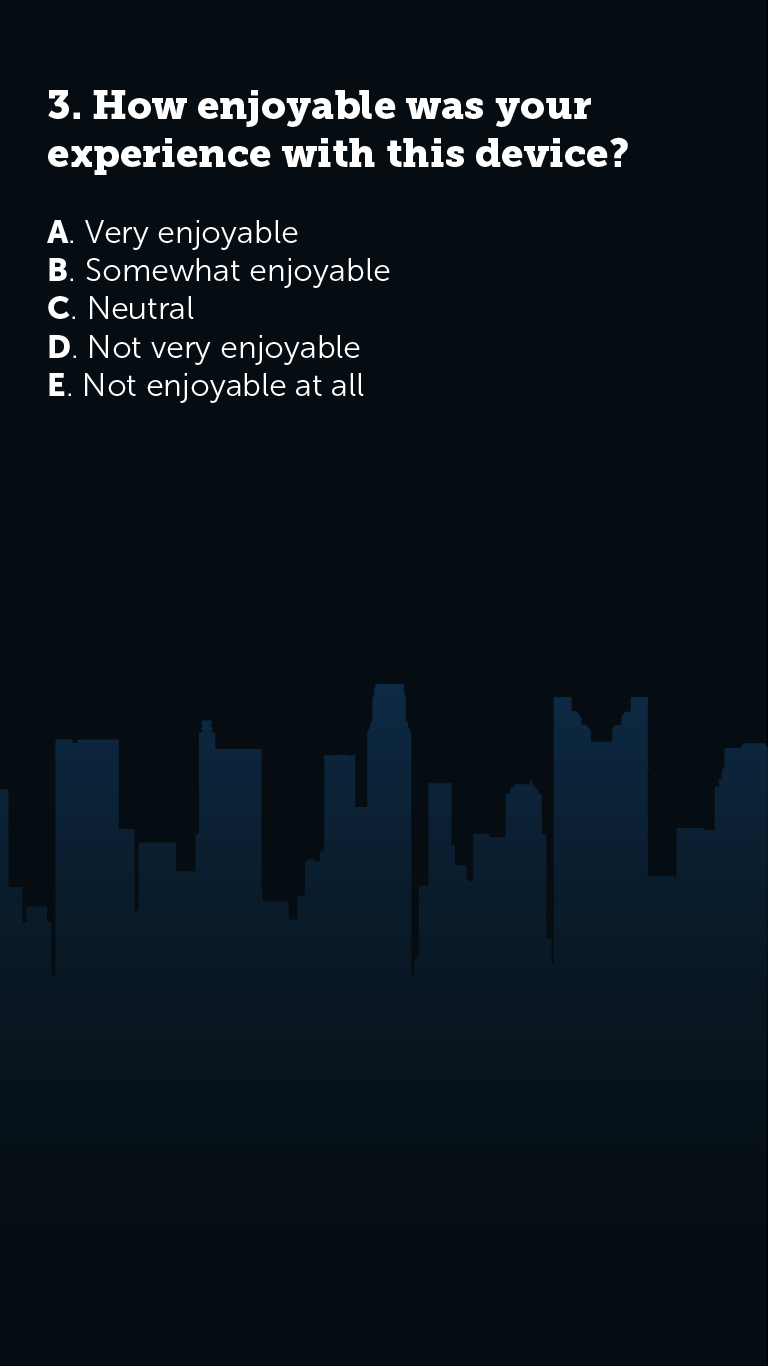 3. How enjoyable was your
experience with this device?
A. Very enjoyable
B. Somewhat enjoyable
C. Neutral
D. Not very enjoyable
E. Not enjoyable at all